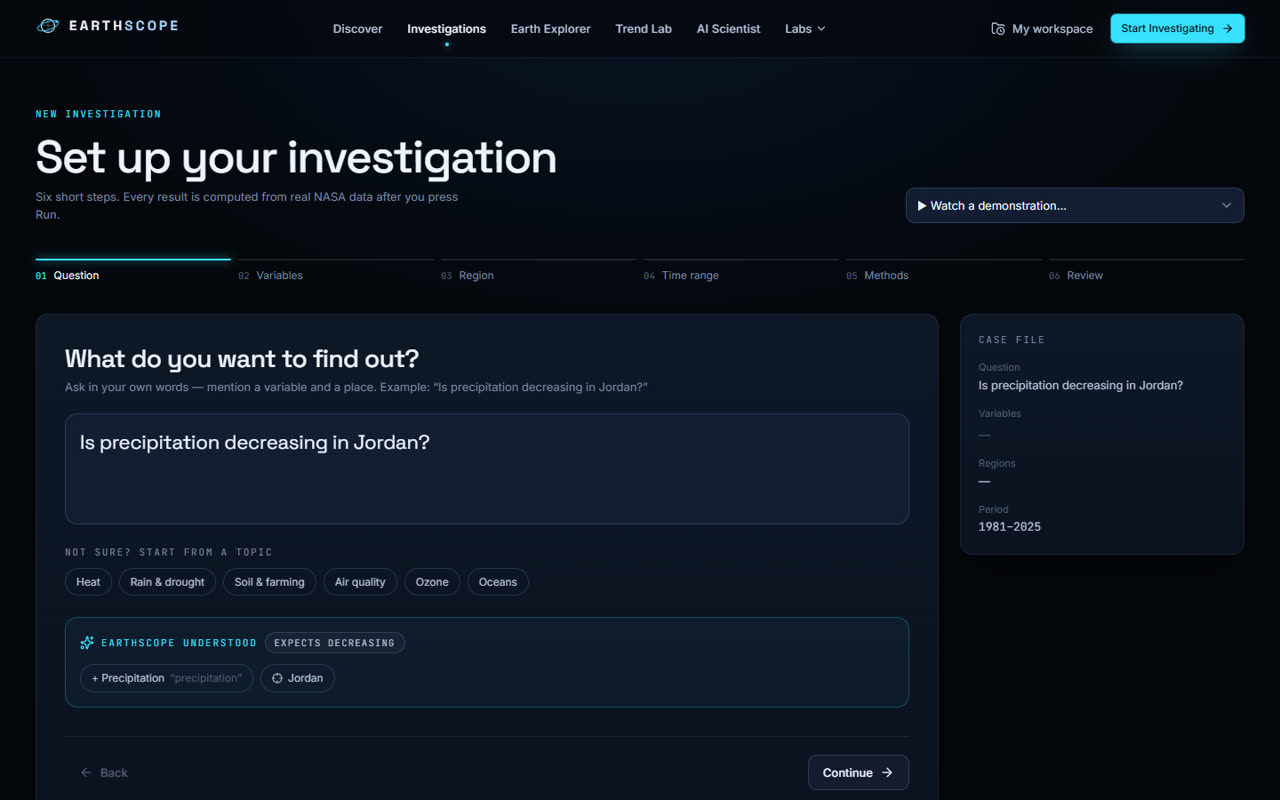 EARTHSCOPE
Discover
Investigations
Earth Explorer
Trend Lab
AI Scientist
Labs
My workspace
Start Investigating
NEW INVESTIGATION
Set up your investigation
Six short steps. Every result is computed from real NASA data after you press
Run.
Watch a demonstration...
01 Question
02 Variables
03 Region
04 Time range
05 Methods
06 Review
What do you want to find out?
Ask in your own words — mention a variable and a place. Example: “Is precipitation decreasing in Jordan?”
Is precipitation decreasing in Jordan?
NOT SURE? START FROM A TOPIC
Heat
Rain & drought
Soil & farming
Air quality
Ozone
Oceans
EARTHSCOPE UNDERSTOOD
EXPECTS DECREASING
+ Precipitation “precipitation”
Jordan
← Back
Continue →
CASE FILE
Question
Is precipitation decreasing in Jordan?
Variables
—
Regions
—
Period
1981–2025